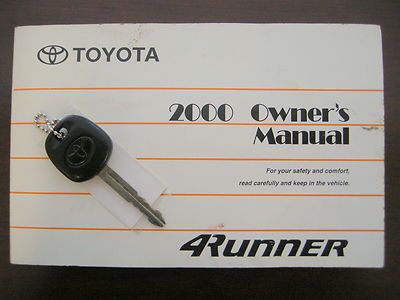 TOYOTA
2000 Owner's
Manual
For your safety and comfort,
read carefully and keep in the vehicle.
4RUNNER